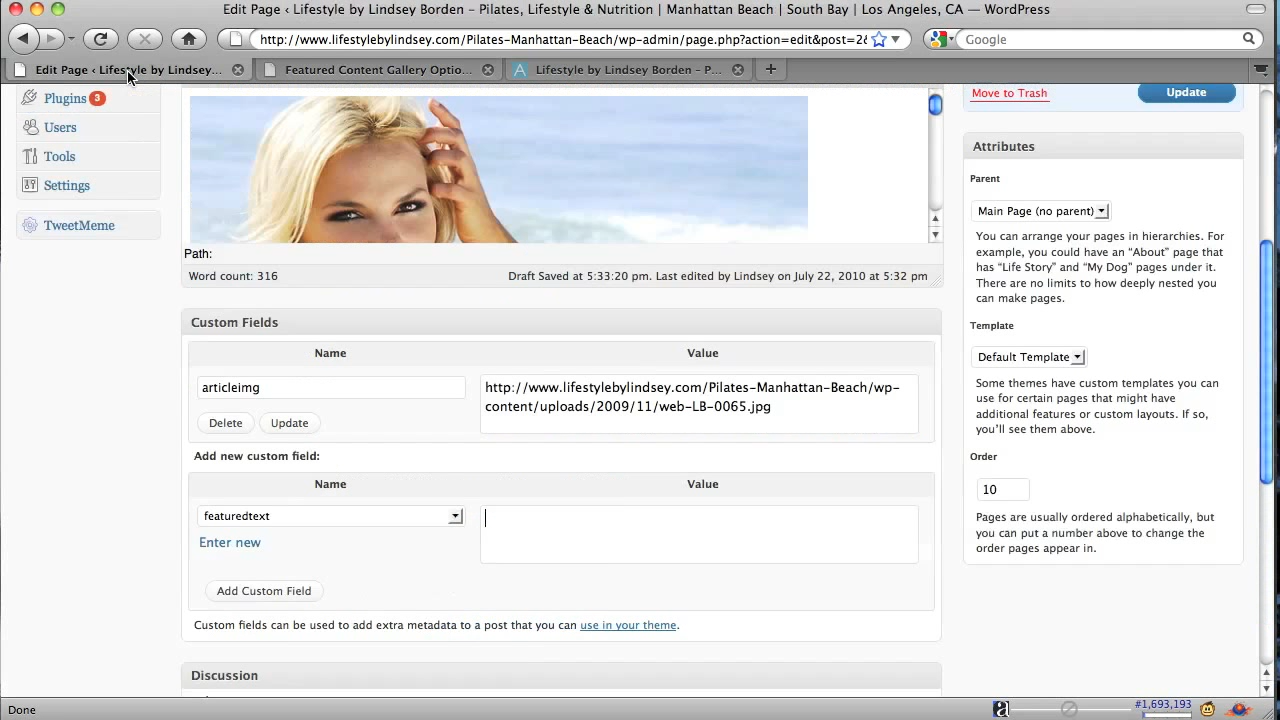 Edit Page ‹ Lifestyle by Lindsey Borden – Pilates, Lifestyle & Nutrition | Manhattan Beach | South Bay | Los Angeles, CA — WordPress
http://www.lifestylebylindsey.com/Pilates-Manhattan-Beach/wp-admin/page.php?action=edit&post=2
Google
Edit Page ‹ Lifestyle by Lindsey...
Featured Content Gallery Optio...
Lifestyle by Lindsey Borden – P...
Plugins 3
Users
Tools
Settings
TweetMeme
Path:
Word count: 316
Draft Saved at 5:33:20 pm. Last edited by Lindsey on July 22, 2010 at 5:32 pm
Custom Fields
Name
Value
articleimg
http://www.lifestylebylindsey.com/Pilates-Manhattan-Beach/wp-
content/uploads/2009/11/web-LB-0065.jpg
Delete
Update
Add new custom field:
Name
Value
featuredtext
Enter new
Add Custom Field
Custom fields can be used to add extra metadata to a post that you can use in your theme.
Discussion
Move to Trash
Update
Attributes
Parent
Main Page (no parent)
You can arrange your pages in hierarchies. For
example, you could have an “About” page that
has “Life Story” and “My Dog” pages under it.
There are no limits to how deeply nested you
can make pages.
Template
Default Template
Some themes have custom templates you can
use for certain pages that might have
additional features or custom layouts. If so,
you’ll see them above.
Order
10
Pages are usually ordered alphabetically, but
you can put a number above to change the
order pages appear in.
Done
#1,693,193